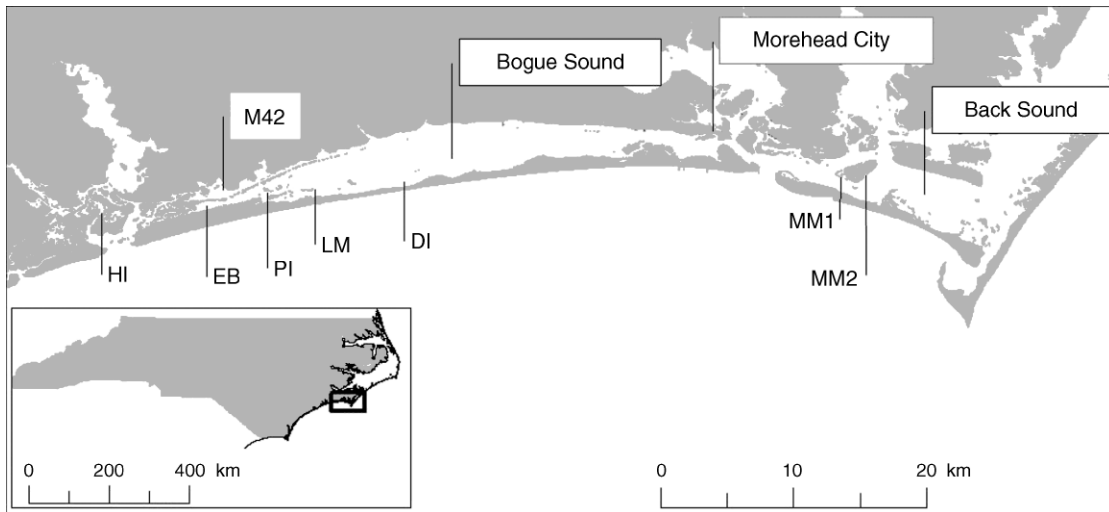 Morehead City
Bogue Sound
Back Sound
M42
MM1
LM
DI
PI
HI
EB
MM2
0 200 400 km
0 10 20 km